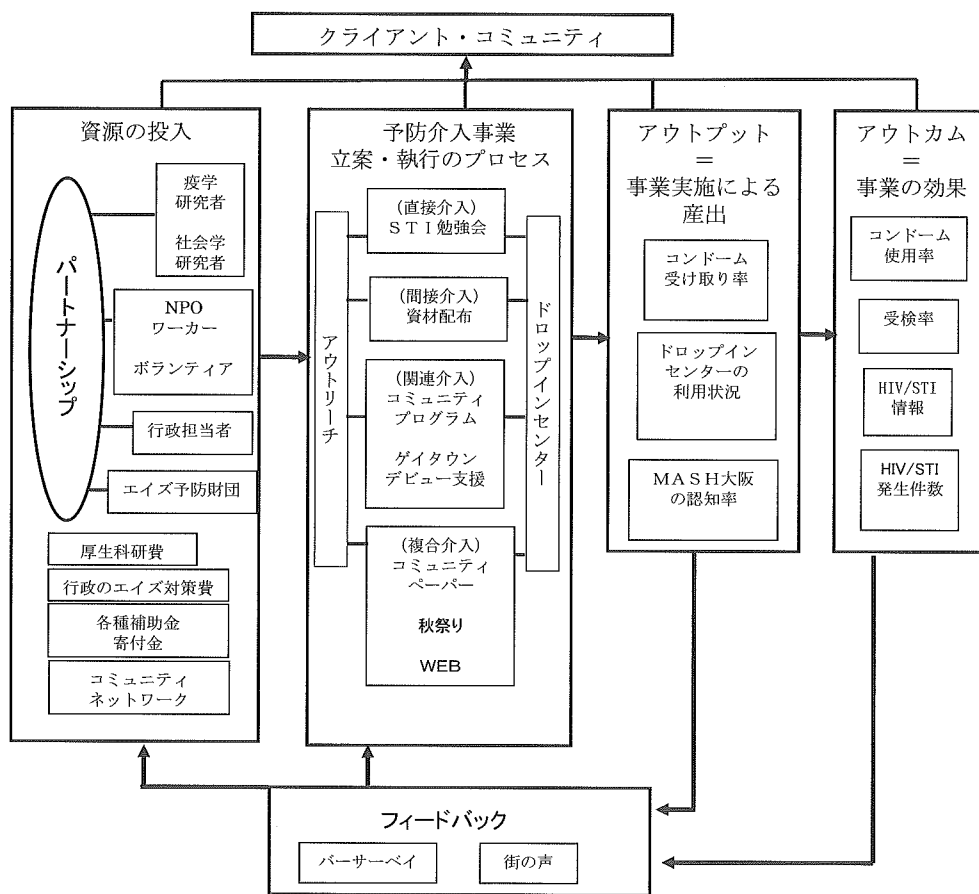 クライアント・コミュニティ
資源の投入
パートナーシップ
疫学
研究者
社会学
研究者
NPO
ワーカー
ボランティア
行政担当者
エイズ予防財団
厚生科研費
行政のエイズ対策費
各種補助金
寄付金
コミュニティ
ネットワーク
予防介入事業
立案・執行のプロセス
アウトリーチ
(直接介入)
STI勉強会
(間接介入)
資材配布
(関連介入)
コミュニティ
プログラム
ゲイタウン
デビュー支援
(複合介入)
コミュニティ
ペーパー
秋祭り
WEB
ドロップインセンター
アウトプット
=
事業実施による
産出
コンドーム
受け取り率
ドロップイン
センターの
利用状況
MASH大阪
の認知率
アウトカム
=
事業の効果
コンドーム
使用率
受検率
HIV/STI
情報
HIV/STI
発生件数
フィードバック
バーサーベイ
街の声